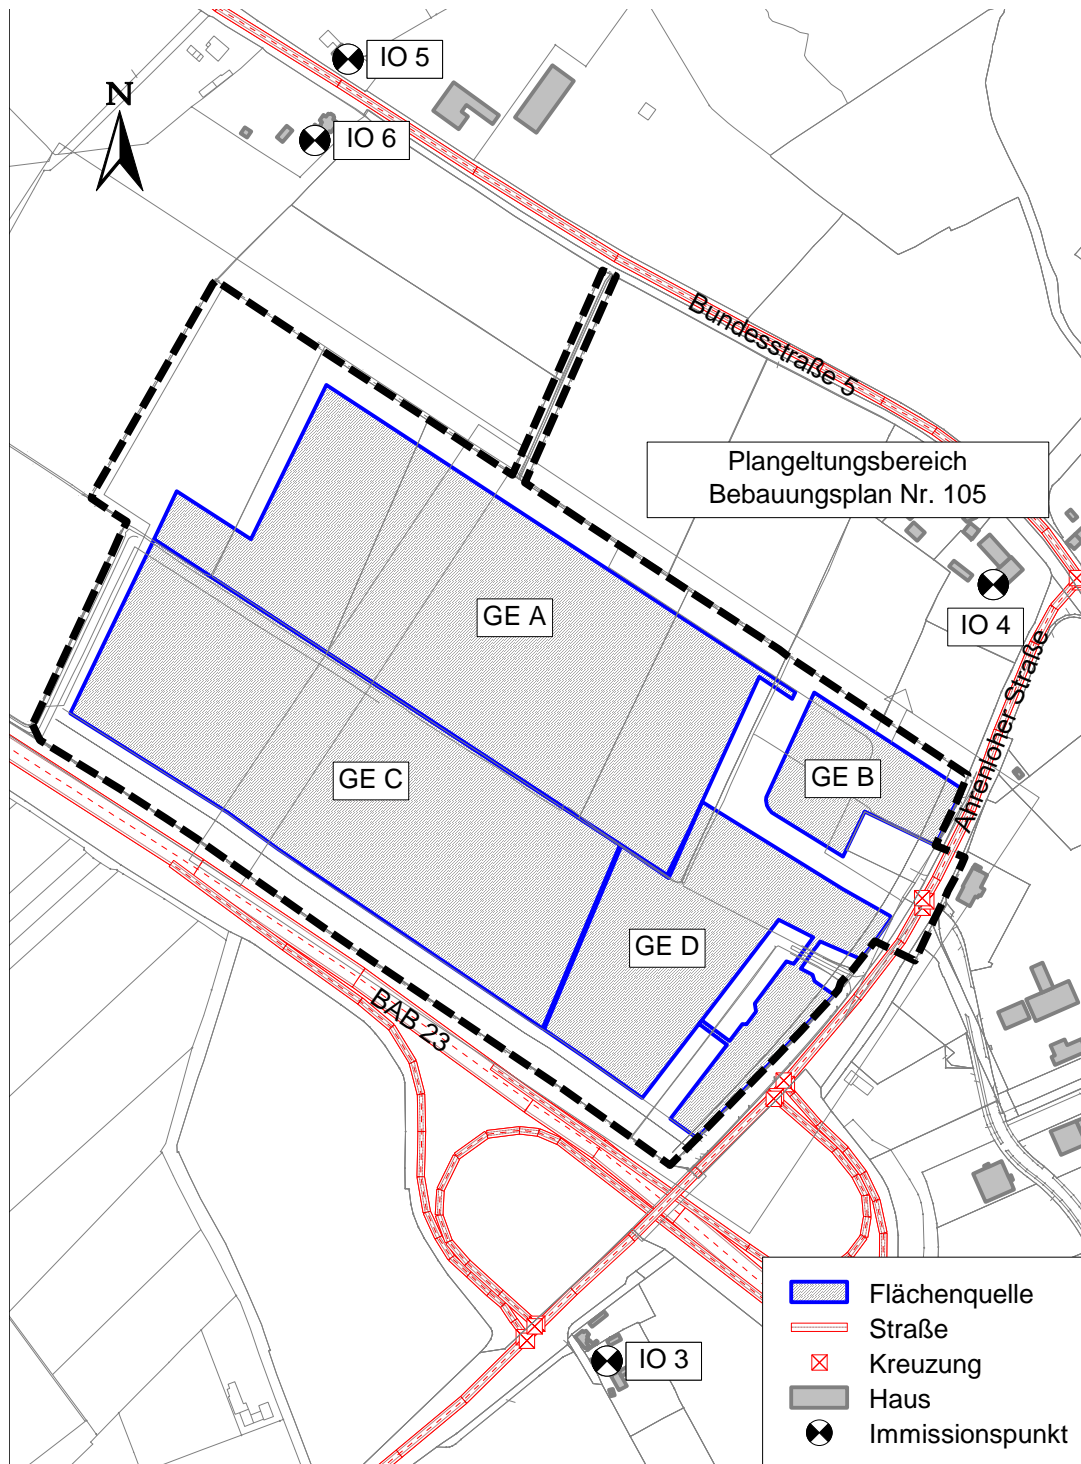 IO 5
N
IO 6
Bundesstraße 5
Plangeltungsbereich
Bebauungsplan Nr. 105
GE A
IO 4
Ahrenloher Straße
GE C
GE B
GE D
BAB 23
Flächenquelle
Straße
IO 3
Kreuzung
Haus
Immissionspunkt